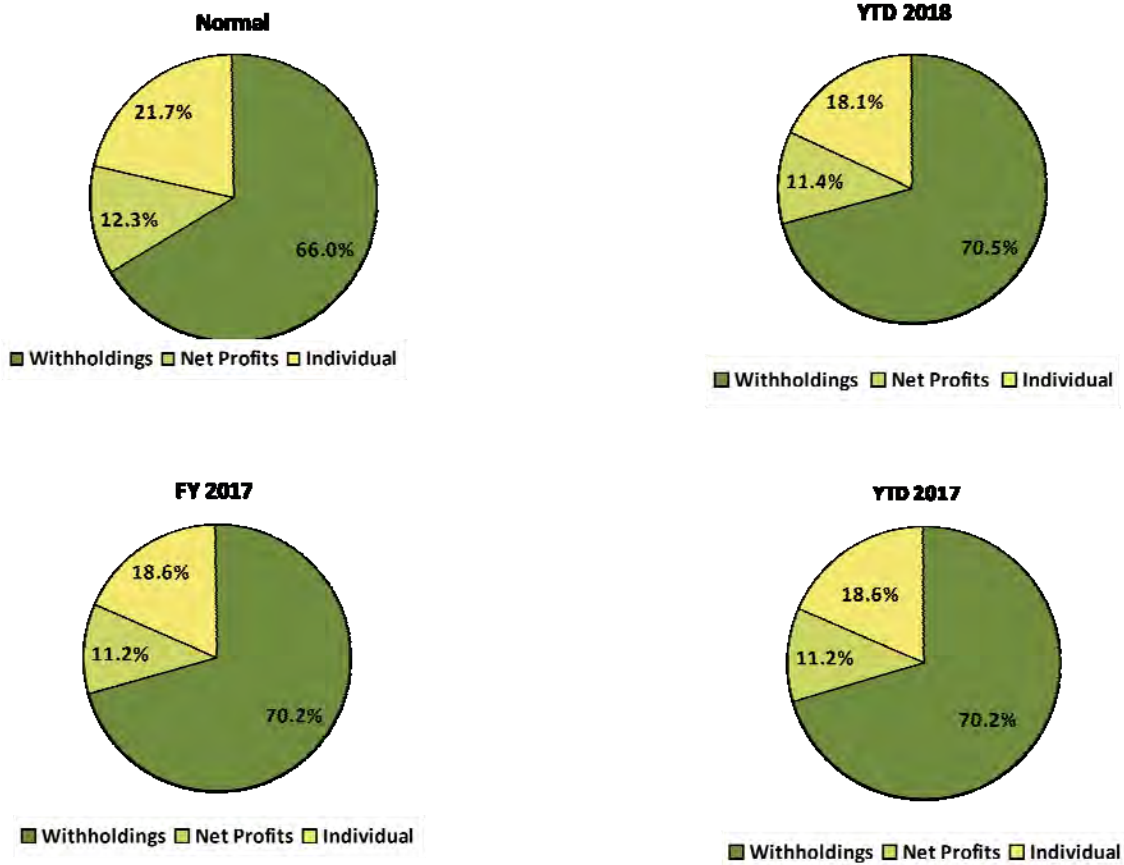 Normal
21.7%
12.3%
66.0%
Withholdings Net Profits Individual
YTD 2018
18.1%
11.4%
70.5%
Withholdings Net Profits Individual
FY 2017
18.6%
11.2%
70.2%
Withholdings Net Profits Individual
YTD 2017
18.6%
11.2%
70.2%
Withholdings Net Profits Individual